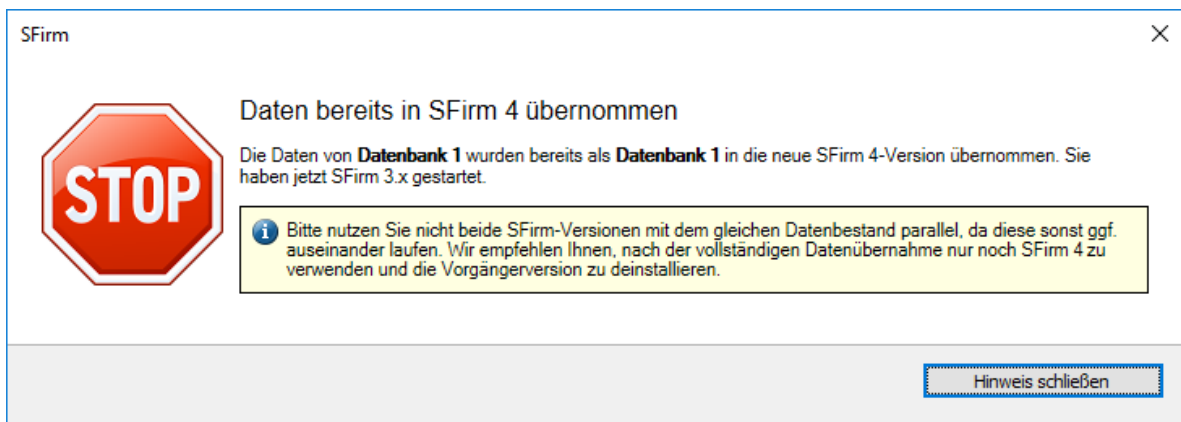 SFirm
Daten bereits in SFirm 4 übernommen
Die Daten von Datenbank 1 wurden bereits als Datenbank 1 in die neue SFirm 4-Version übernommen. Sie
haben jetzt SFirm 3.x gestartet.
STOP
Bitte nutzen Sie nicht beide SFirm-Versionen mit dem gleichen Datenbestand parallel, da diese sonst ggf.
auseinander laufen. Wir empfehlen Ihnen, nach der vollständigen Datenübernahme nur noch SFirm 4 zu
verwenden und die Vorgängerversion zu deinstallieren.
Hinweis schließen